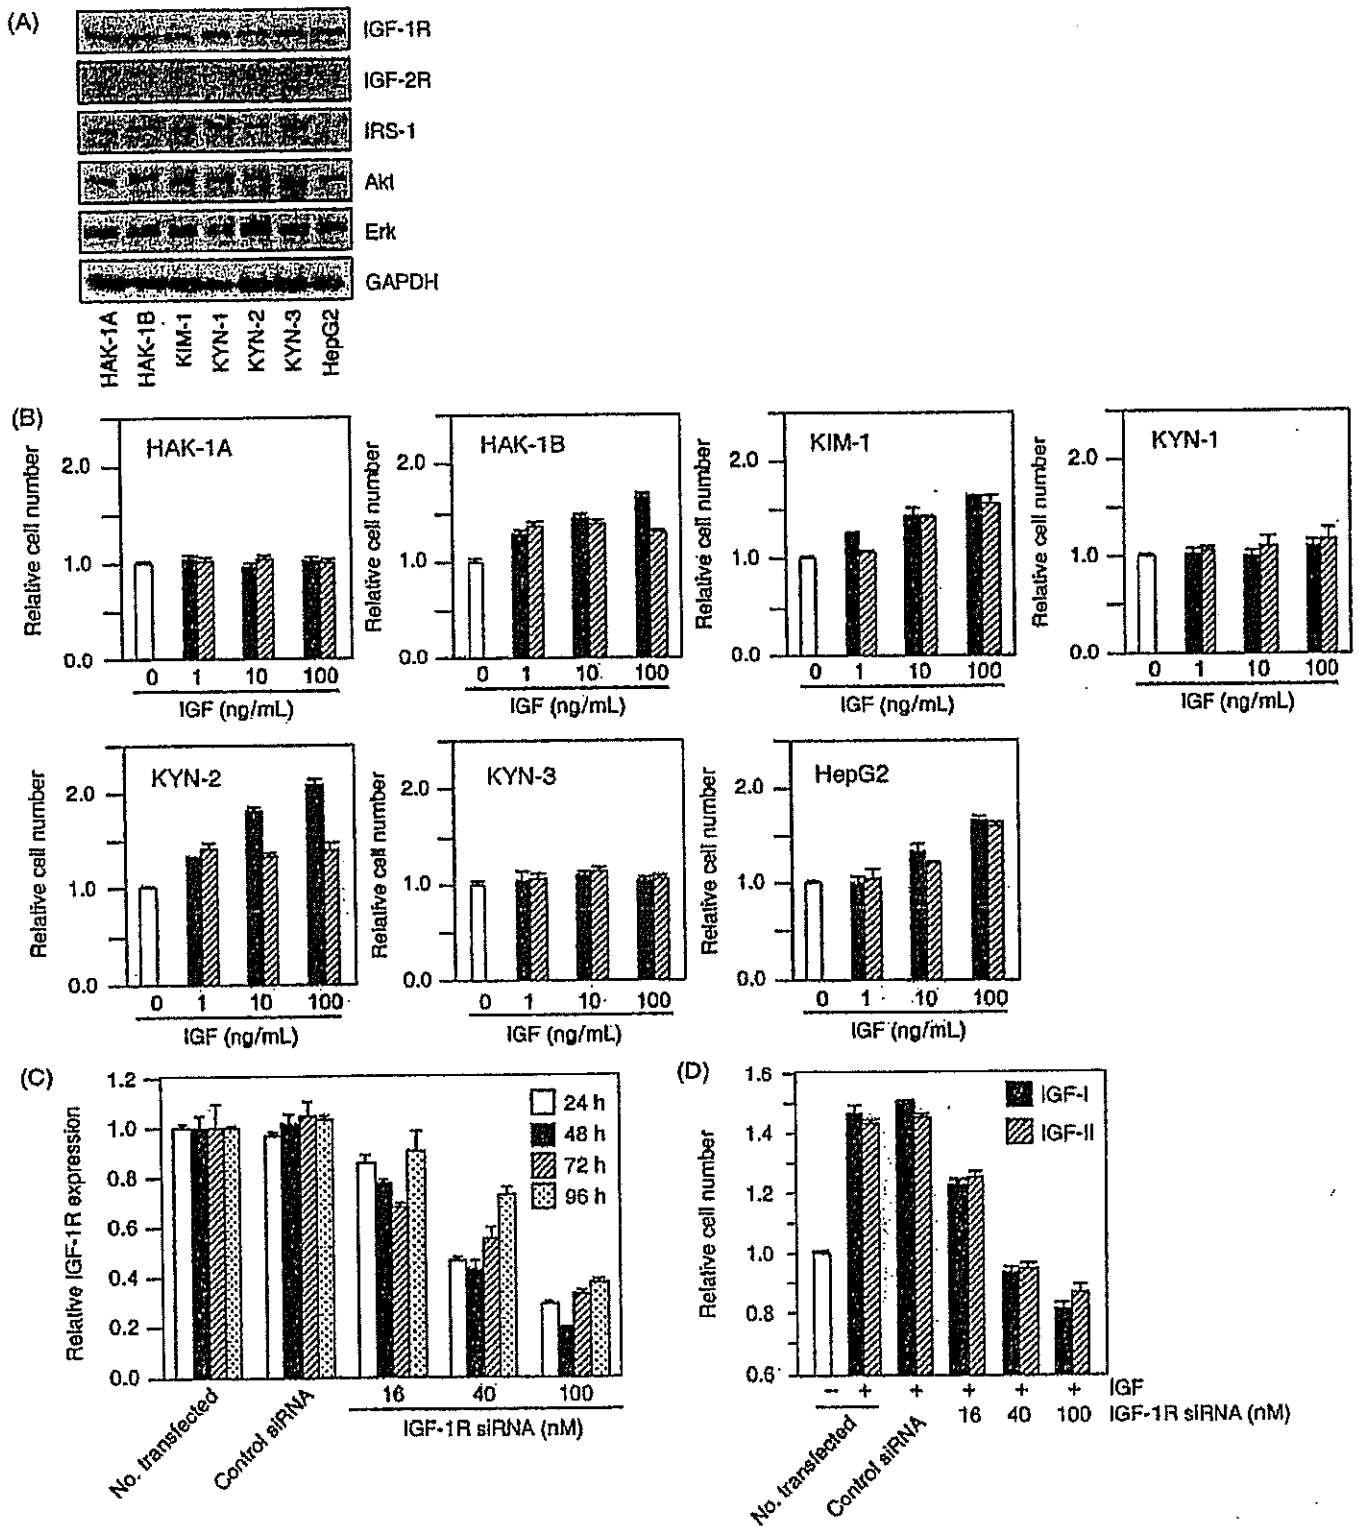 (A)
IGF-1R
IGF-2R
IRS-1
Akt
Erk
GAPDH
HAK-1A
HAK-1B
KIM-1
KYN-1
KYN-2
KYN-3
HepG2
(B)
Relative cell number
HAK-1A
2.0
1.0
0.0
0 1 10 100
IGF (ng/mL)
Relative cell number
HAK-1B
2.0
1.0
0.0
0 1 10 100
IGF (ng/mL)
Relative cell number
KIM-1
2.0
1.0
0.0
0 1 10 100
IGF (ng/mL)
Relative cell number
KYN-1
2.0
1.0
0.0
0 1 10 100
IGF (ng/mL)
Relative cell number
KYN-2
2.0
1.0
0.0
0 1 10 100
IGF (ng/mL)
Relative cell number
KYN-3
2.0
1.0
0.0
0 1 10 100
IGF (ng/mL)
Relative cell number
HepG2
2.0
1.0
0.0
0 1 10 100
IGF (ng/mL)
(C)
Relative IGF-1R expression
1.2
1.0
0.8
0.6
0.4
0.2
0.0
24 h
48 h
72 h
96 h
No. transfected
Control siRNA
16 40 100
IGF-1R siRNA (nM)
(D)
Relative cell number
1.6
1.4
1.2
1.0
0.8
0.6
IGF-I
IGF-II
– + + + + + IGF
16 40 100 IGF-1R siRNA (nM)
No. transfected
Control siRNA